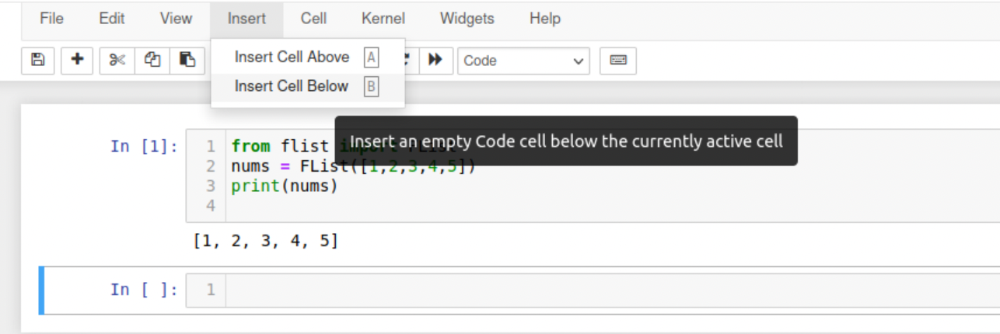 File Edit View Insert Cell Kernel Widgets Help
Insert Cell Above A
Code
Insert Cell Below B
Insert an empty Code cell below the currently active cell
In [1]:
1 from flist import FList
2 nums = FList([1,2,3,4,5])
3 print(nums)
4
[1, 2, 3, 4, 5]
In [ ]: 1